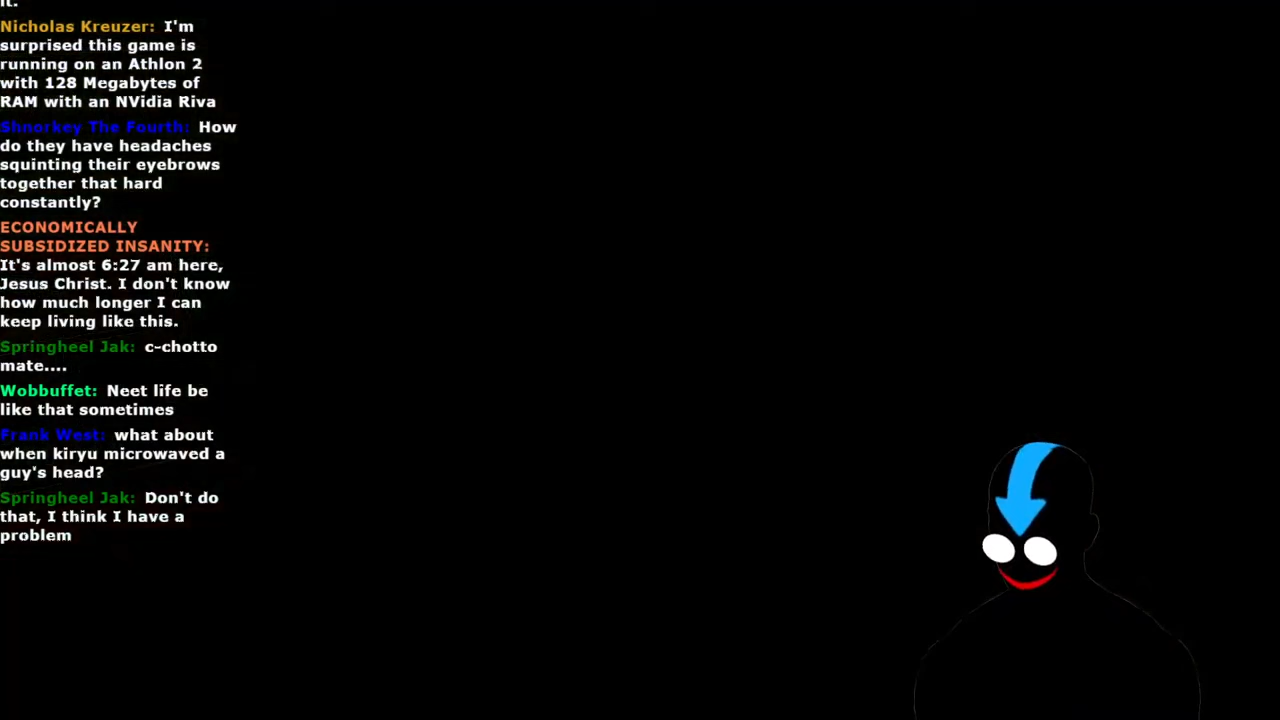 it.
Nicholas Kreuzer: I'm
surprised this game is
running on an Athlon 2
with 128 Megabytes of
RAM with an NVidia Riva
Shnorkey The Fourth: How
do they have headaches
squinting their eyebrows
together that hard
constantly?
ECONOMICALLY
SUBSIDIZED INSANITY:
It's almost 6:27 am here,
Jesus Christ. I don't know
how much longer I can
keep living like this.
Springheel Jak: c-chotto
mate....
Wobbuffet: Neet life be
like that sometimes
Frank West: what about
when kiryu microwaved a
guy's head?
Springheel Jak: Don't do
that, I think I have a
problem